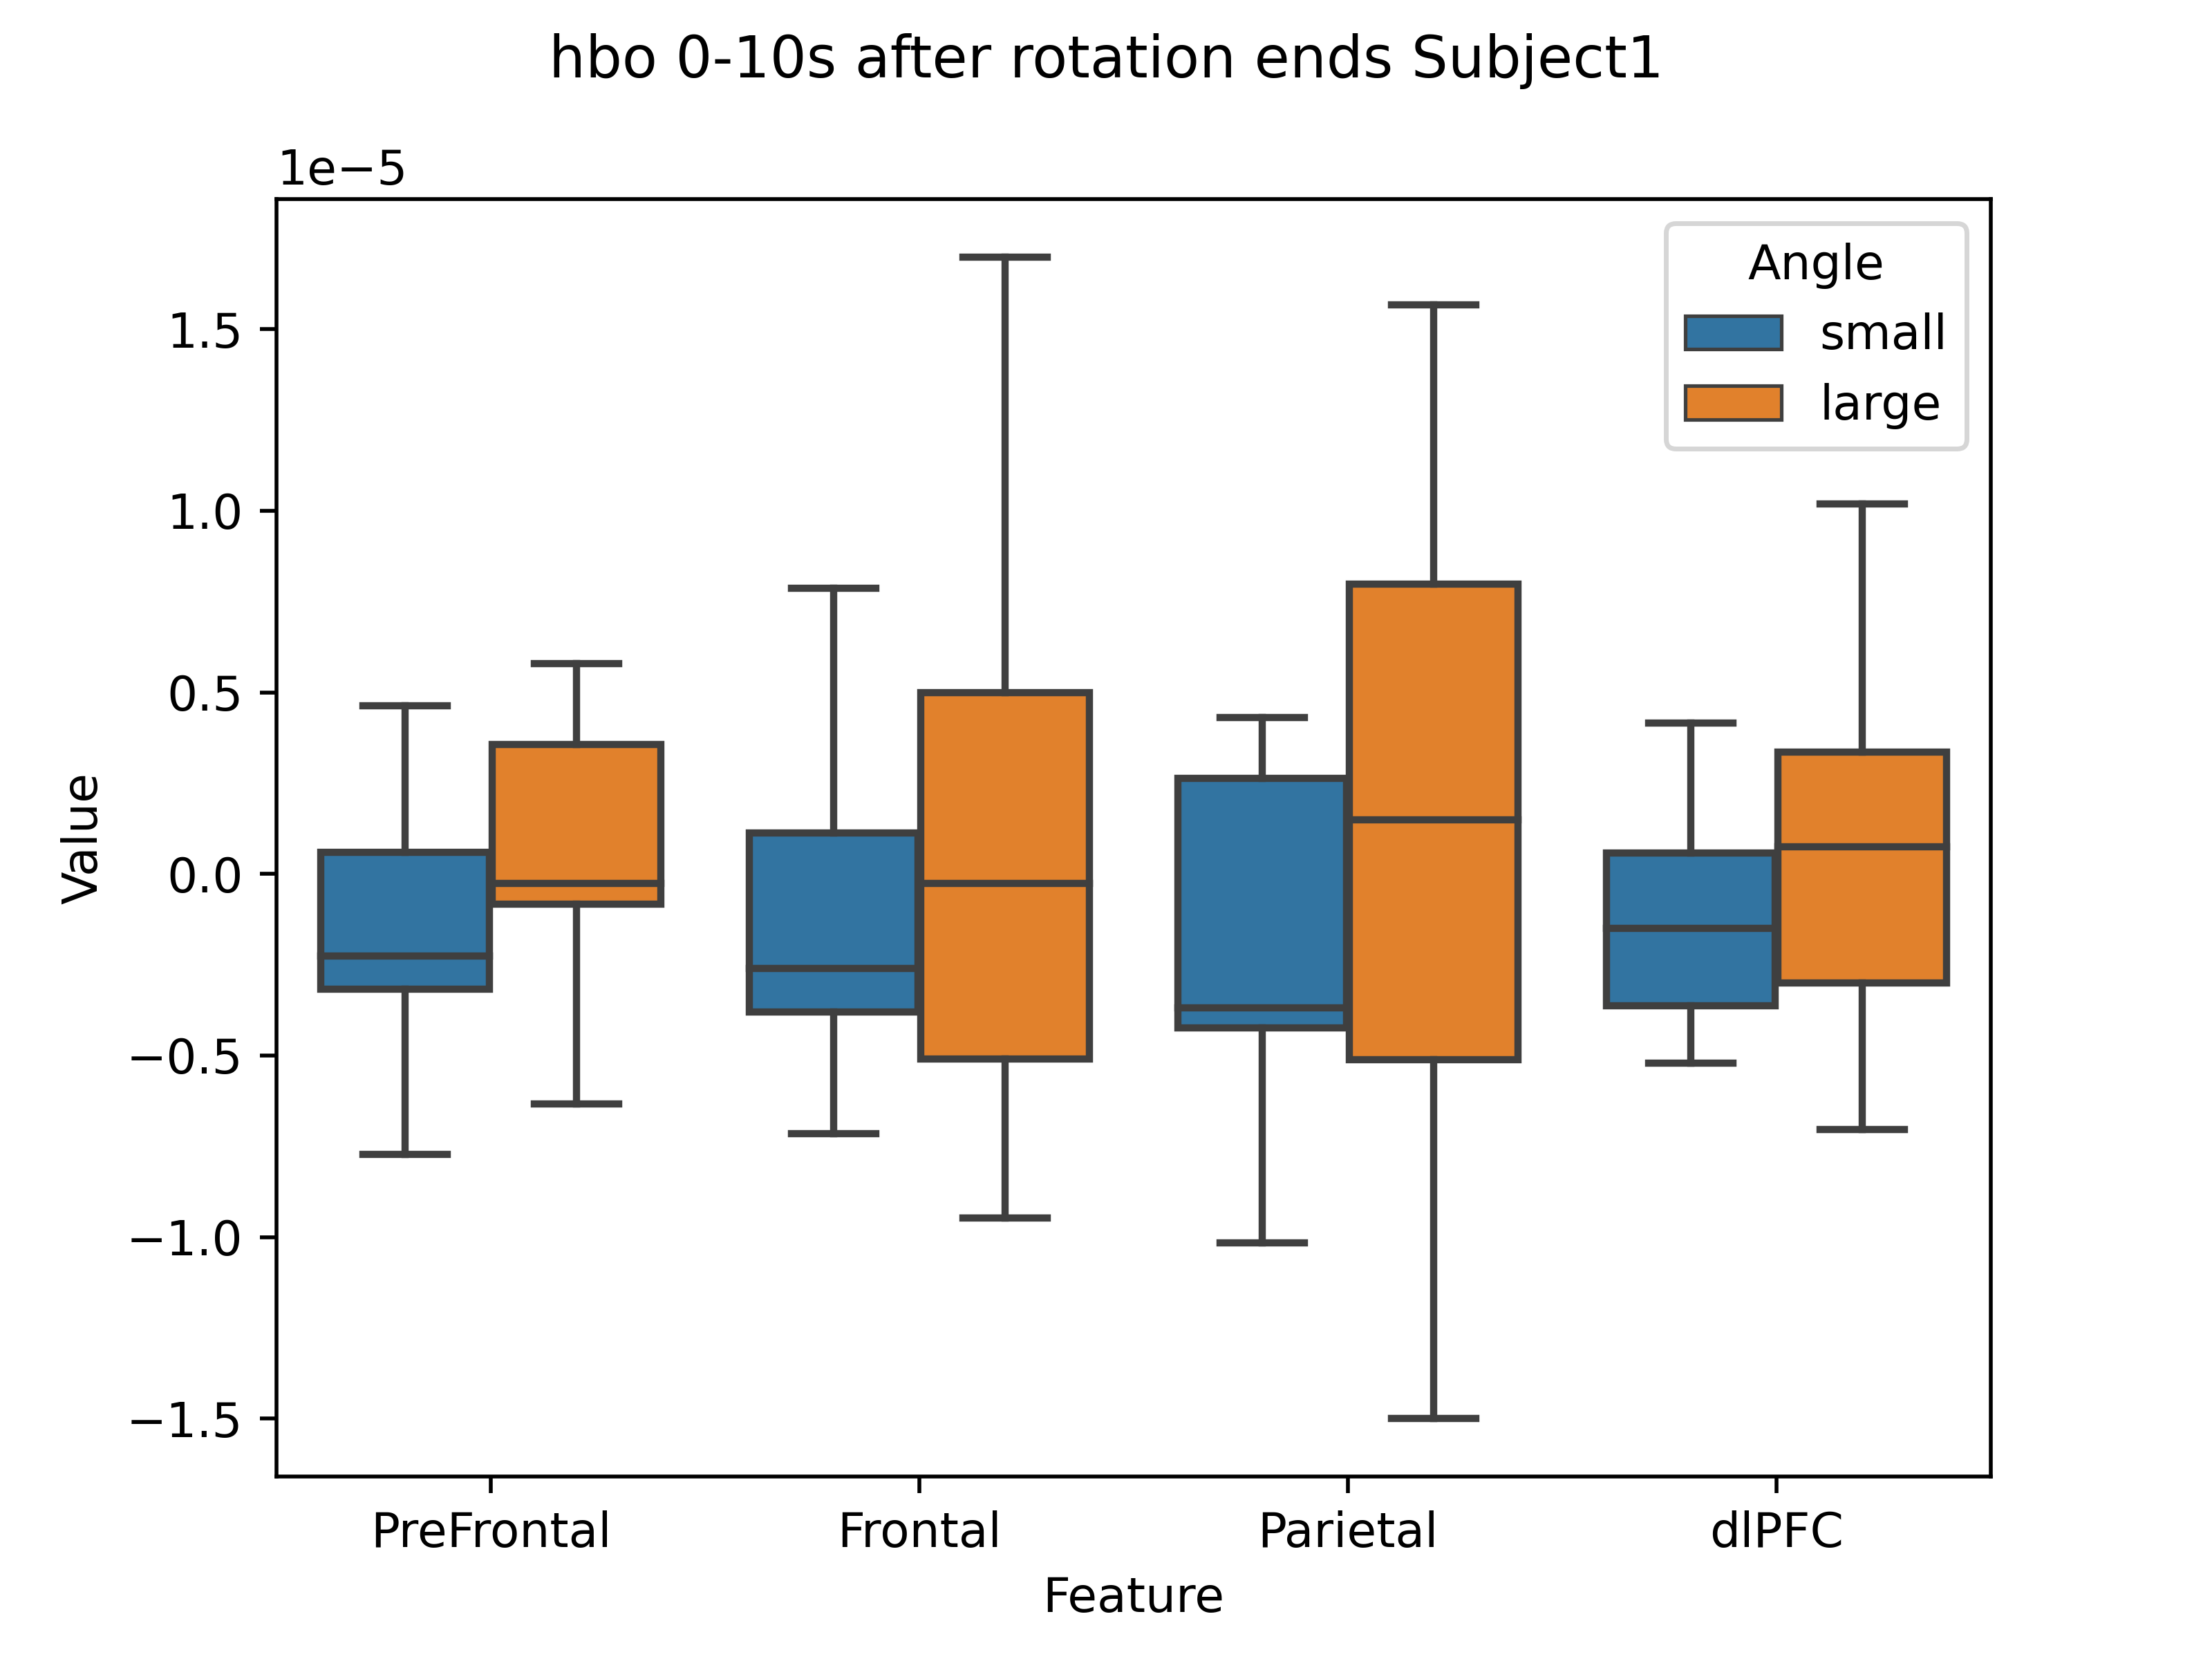 hbo 0-10s after rotation ends Subject1
1e−5
Angle
small
large
1.5
1.0
0.5
0.0
−0.5
−1.0
−1.5
Value
PreFrontal Frontal Parietal dlPFC
Feature